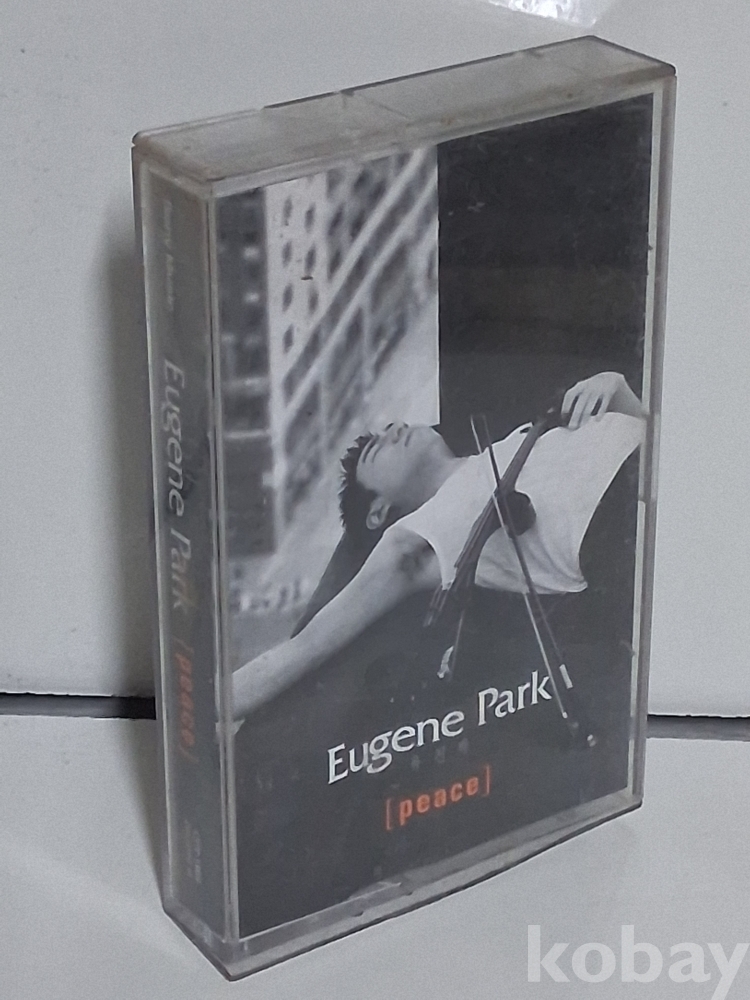 Eugene Park [peace]
Eugene Park
[peace]
kobay